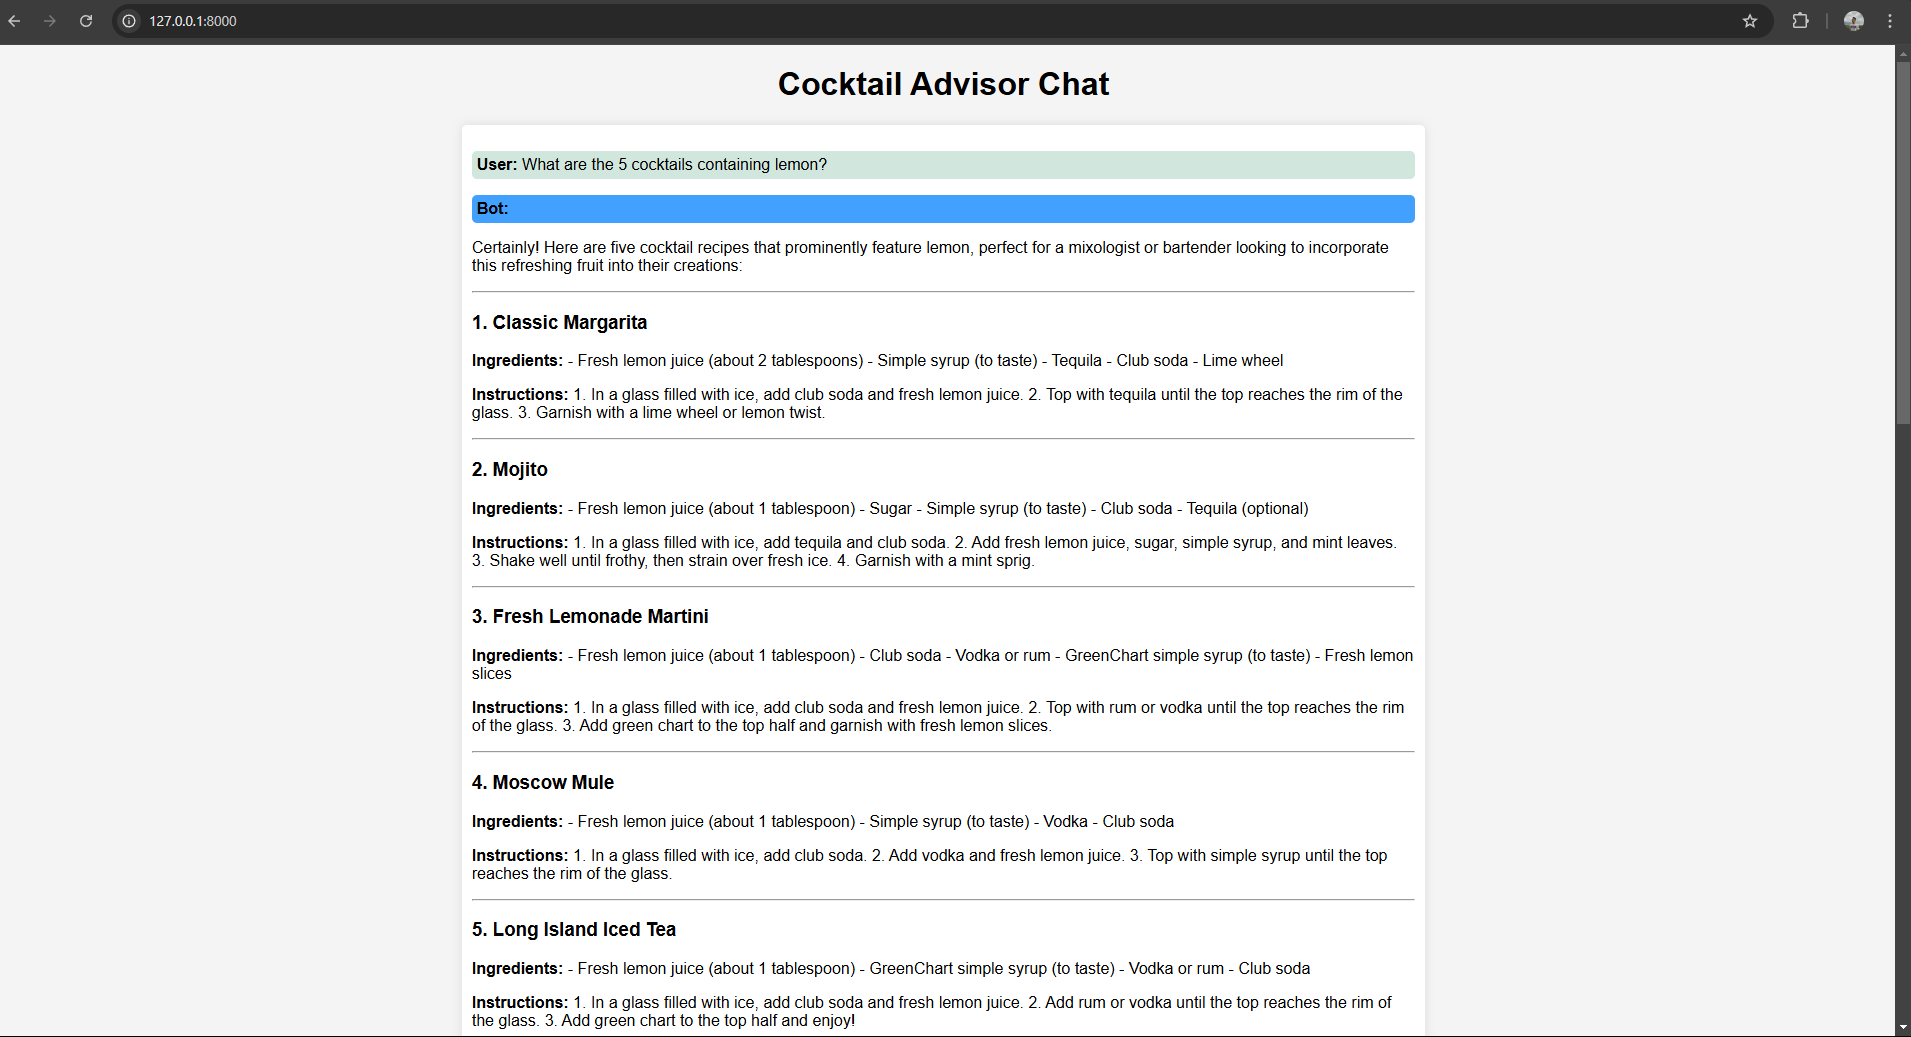 127.0.0.1:8000
Cocktail Advisor Chat
User: What are the 5 cocktails containing lemon?
Bot:
Certainly! Here are five cocktail recipes that prominently feature lemon, perfect for a mixologist or bartender looking to incorporate
this refreshing fruit into their creations:
1. Classic Margarita
Ingredients: - Fresh lemon juice (about 2 tablespoons) - Simple syrup (to taste) - Tequila - Club soda - Lime wheel
Instructions: 1. In a glass filled with ice, add club soda and fresh lemon juice. 2. Top with tequila until the top reaches the rim of the
glass. 3. Garnish with a lime wheel or lemon twist.
2. Mojito
Ingredients: - Fresh lemon juice (about 1 tablespoon) - Sugar - Simple syrup (to taste) - Club soda - Tequila (optional)
Instructions: 1. In a glass filled with ice, add tequila and club soda. 2. Add fresh lemon juice, sugar, simple syrup, and mint leaves.
3. Shake well until frothy, then strain over fresh ice. 4. Garnish with a mint sprig.
3. Fresh Lemonade Martini
Ingredients: - Fresh lemon juice (about 1 tablespoon) - Club soda - Vodka or rum - GreenChart simple syrup (to taste) - Fresh lemon
slices
Instructions: 1. In a glass filled with ice, add club soda and fresh lemon juice. 2. Top with rum or vodka until the top reaches the rim
of the glass. 3. Add green chart to the top half and garnish with fresh lemon slices.
4. Moscow Mule
Ingredients: - Fresh lemon juice (about 1 tablespoon) - Simple syrup (to taste) - Vodka - Club soda
Instructions: 1. In a glass filled with ice, add club soda. 2. Add vodka and fresh lemon juice. 3. Top with simple syrup until the top
reaches the rim of the glass.
5. Long Island Iced Tea
Ingredients: - Fresh lemon juice (about 1 tablespoon) - GreenChart simple syrup (to taste) - Vodka or rum - Club soda
Instructions: 1. In a glass filled with ice, add club soda and fresh lemon juice. 2. Add rum or vodka until the top reaches the rim of
the glass. 3. Add green chart to the top half and enjoy!